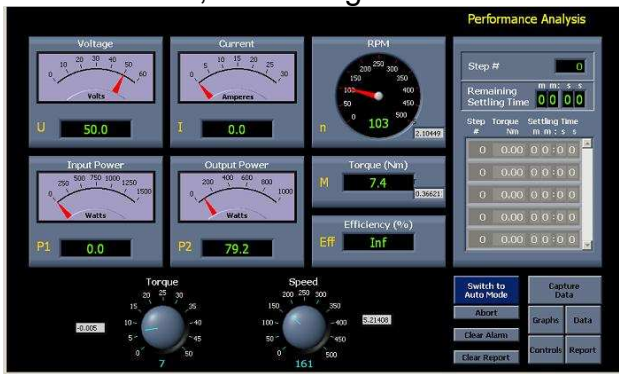 Performance Analysis
Voltage
0 10 20 30 40 50 60
Volts
U 50.0
Current
0 5 10 15 20 25 30
Amperes
I 0.0
RPM
0 50 100 150 200 250 300 350 400 450 500
n 103
2.10449
Step # 0
m m : s s
Remaining
Settling Time 0 0 0 0
Step Torque Settling Time
# Nm m m : s s
0 0.00 0 0 : 0 0
0 0.00 0 0 : 0 0
0 0.00 0 0 : 0 0
0 0.00 0 0 : 0 0
0 0.00 0 0 : 0 0
Input Power
0 250 500 750 1000 1250 1500
Watts
P1 0.0
Output Power
0 200 400 600 800 1000
Watts
P2 79.2
Torque (Nm)
M 7.4
0.36621
Efficiency (%)
Eff Inf
Torque
0 5 10 15 20 25 30 35 40 45 50
-0.005
7
Speed
0 50 100 150 200 250 300 350 400 450 500
5.21408
161
Switch to
Auto Mode
Abort
Clear Alarm
Clear Report
Capture
Data
Graphs Data
Controls Report